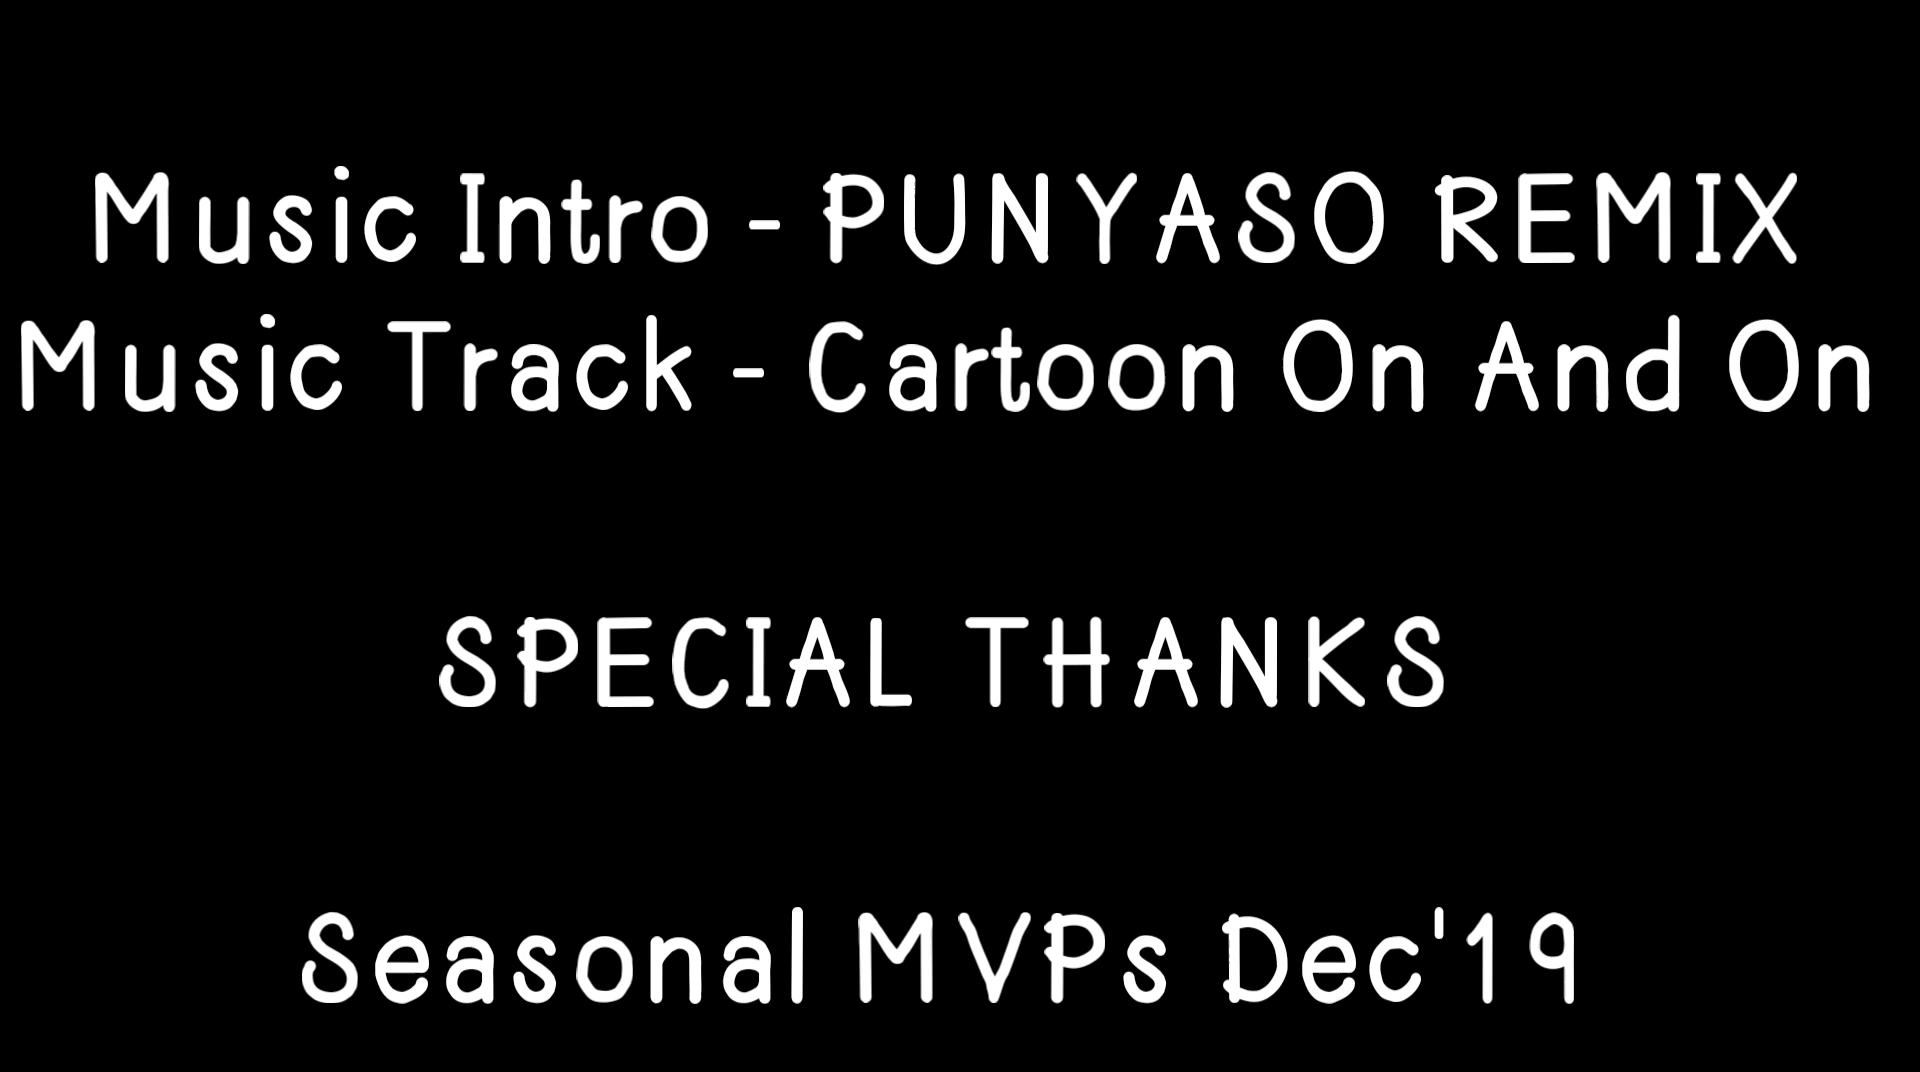 Music Intro - PUNYASO REMIX
Music Track - Cartoon On And On
SPECIAL THANKS
Seasonal MVPs Dec'19